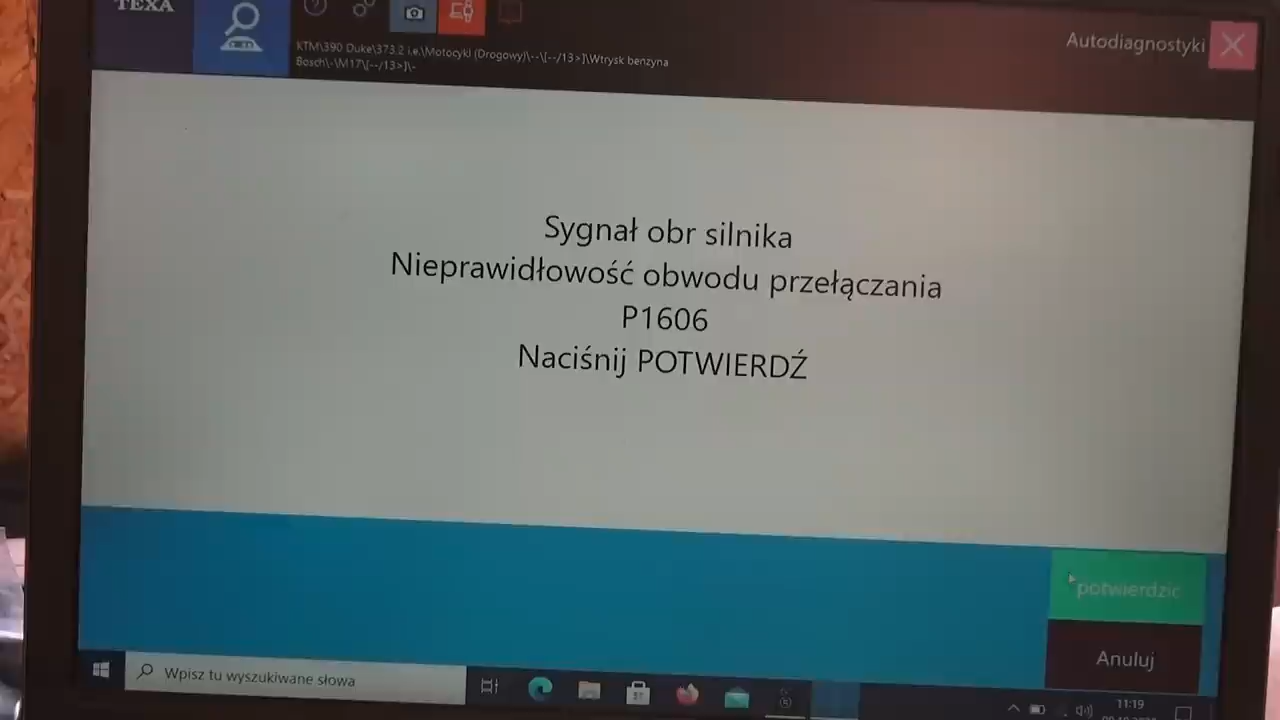 TEXA
KTM\390 Duke\373.2 i.e.\Motocykl (Drogowy)\--\[--/13>]\Wtrysk benzyna
Bosch\-\M17\[--/13>]\-
Autodiagnostyki
Sygnał obr silnika
Nieprawidłowość obwodu przełączania
P1606
Naciśnij POTWIERDŹ
potwierdzic
Anuluj
Wpisz tu wyszukiwane słowa
11:19